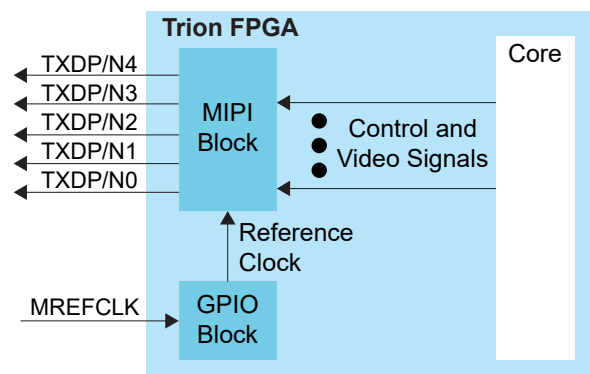 Trion FPGA
Core
TXDP/N4
TXDP/N3
TXDP/N2
TXDP/N1
TXDP/N0
MIPI
Block
Control and
Video Signals
Reference
Clock
MREFCLK
GPIO
Block